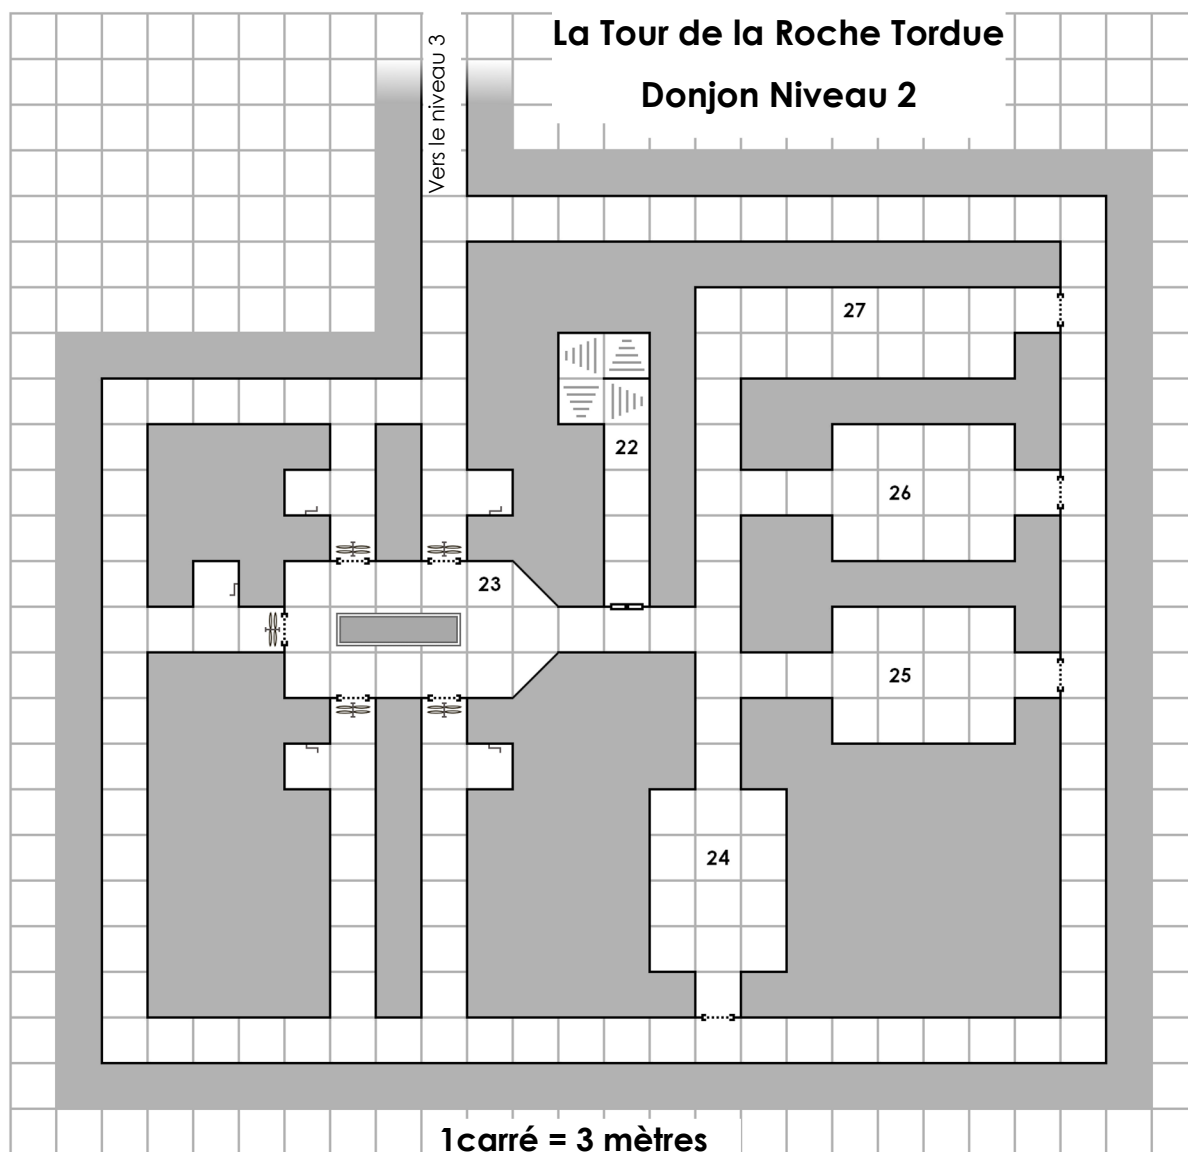 La Tour de la Roche Tordue
Donjon Niveau 2
Vers le niveau 3
27
22
26
23
25
24
1carré = 3 mètres